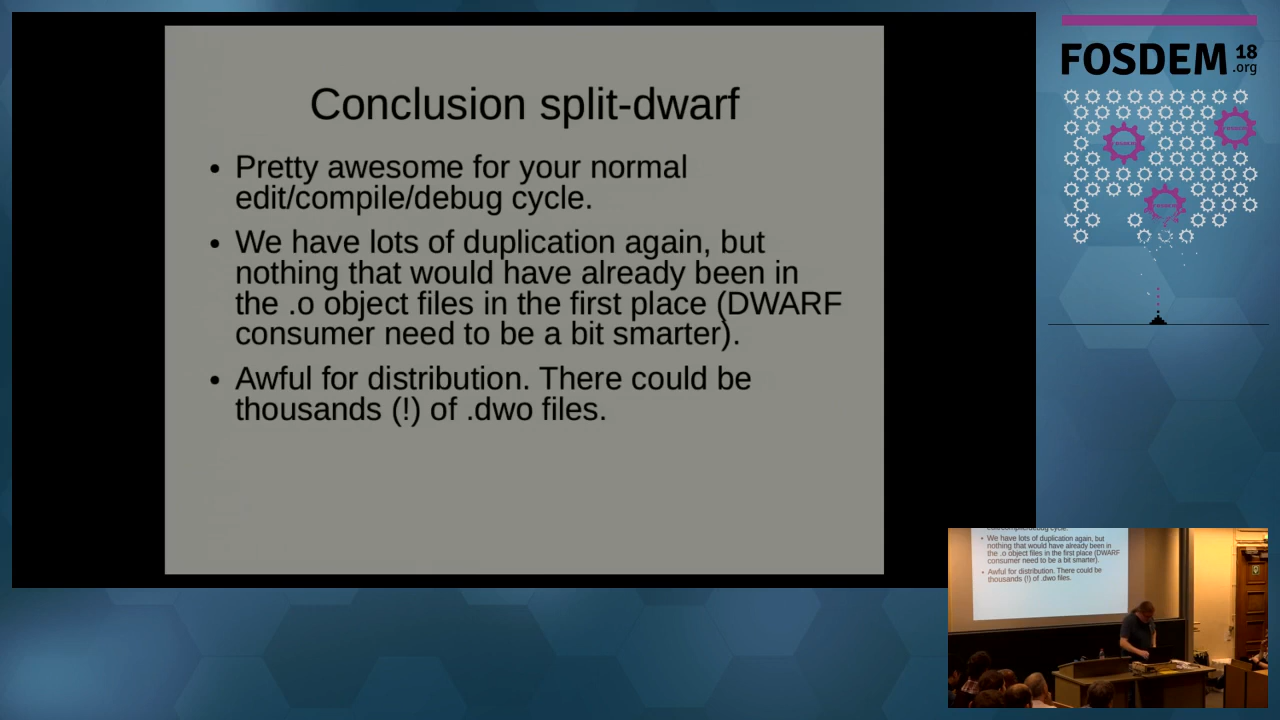 Conclusion split-dwarf
• Pretty awesome for your normal
edit/compile/debug cycle.
• We have lots of duplication again, but
nothing that would have already been in
the .o object files in the first place (DWARF
consumer need to be a bit smarter).
• Awful for distribution. There could be
thousands (!) of .dwo files.
FOSDEM 18
.org
• We have lots of duplication again, but
nothing that would have already been in
the .o object files in the first place (DWARF
consumer need to be a bit smarter).
• Awful for distribution. There could be
thousands (!) of .dwo files.